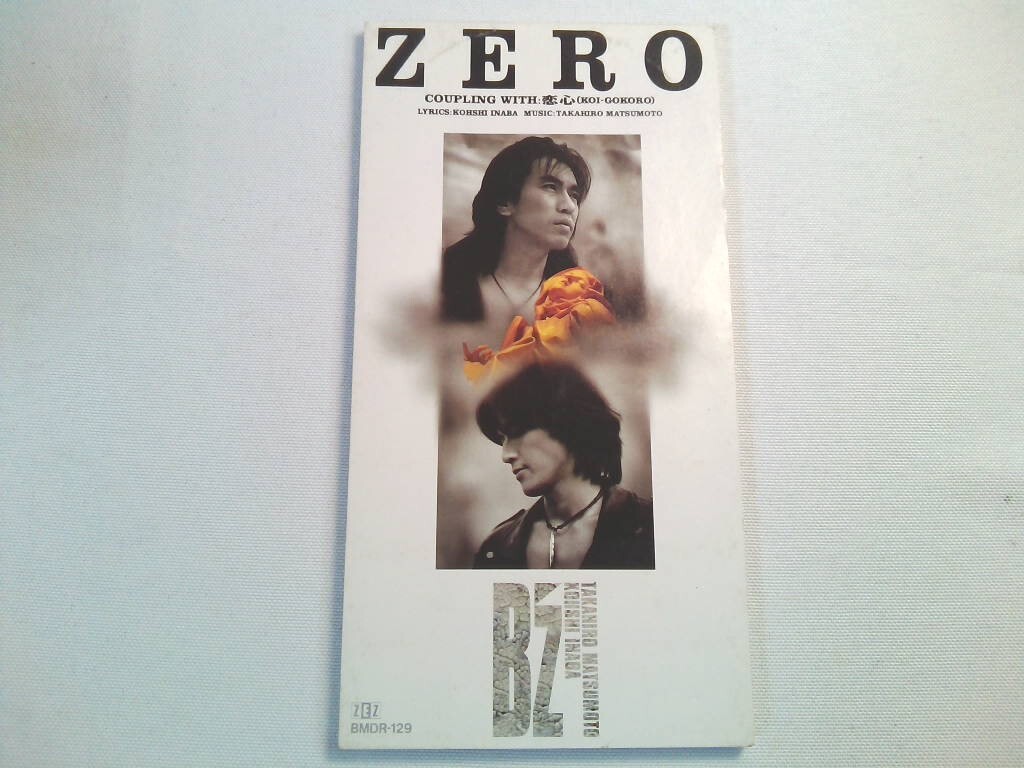 ZERO
COUPLING WITH:恋心(KOI-GOKORO)
LYRICS:KOHSHI INABA MUSIC:TAKAHIRO MATSUMOTO
B'z
TAKAHIRO MATSUMOTO
KOHSHI INABA
ZEZ
BMDR-129